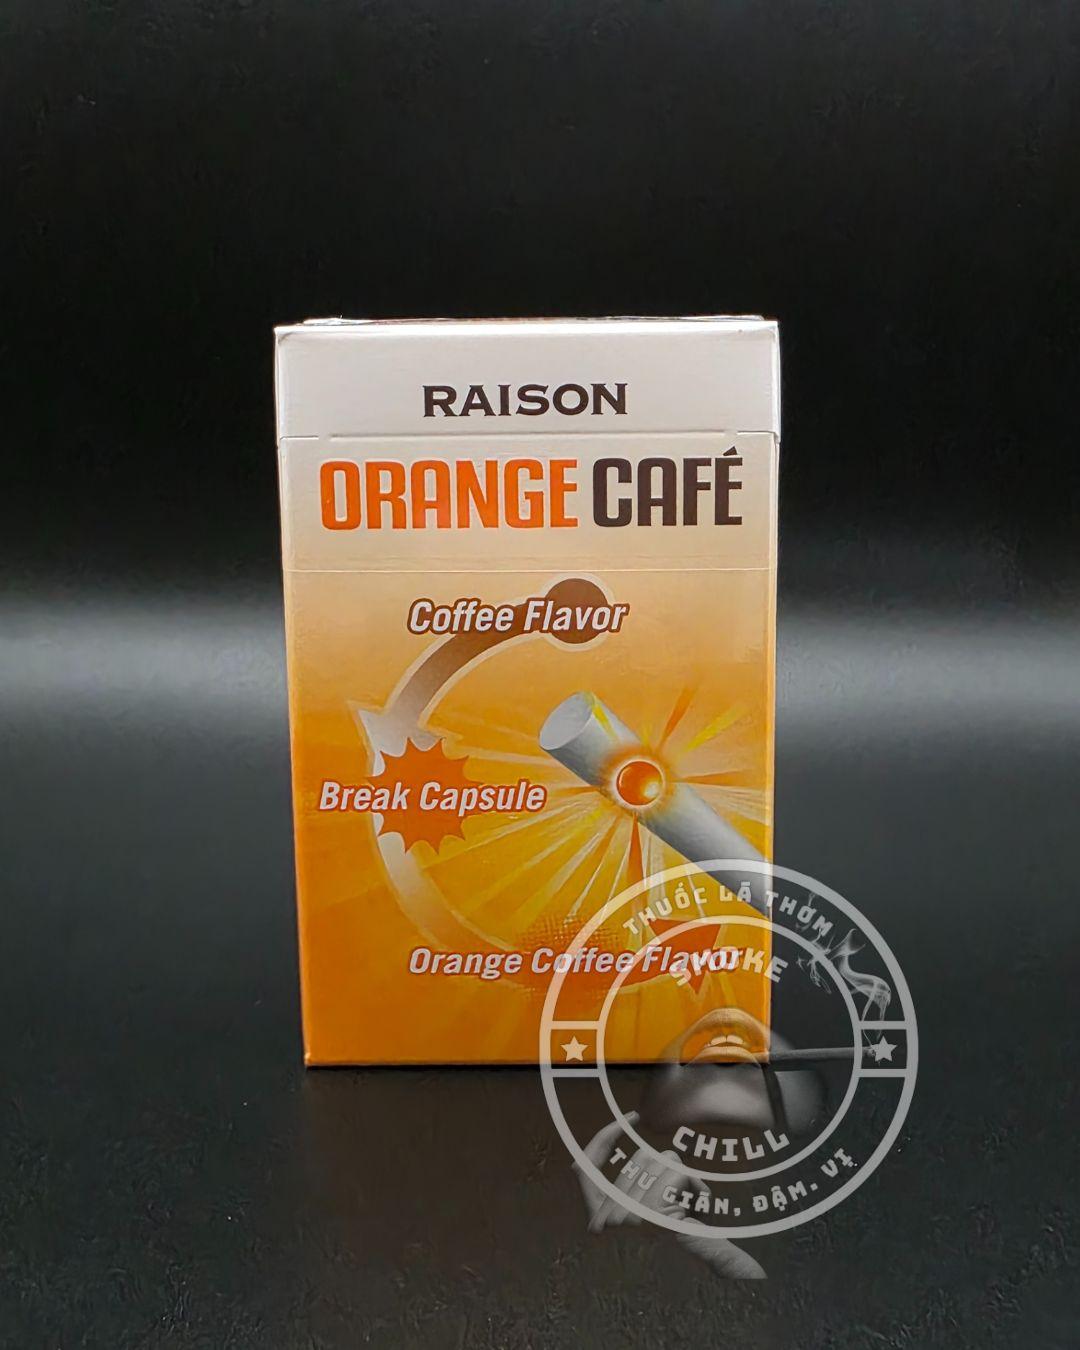 RAISON
ORANGE CAFÉ
Coffee Flavor
Break Capsule
Orange Coffee Flavor
THUỐC LÁ THƠM
SMOKE
CHILL
THƯ GIÃN, ĐẬM. VỊ